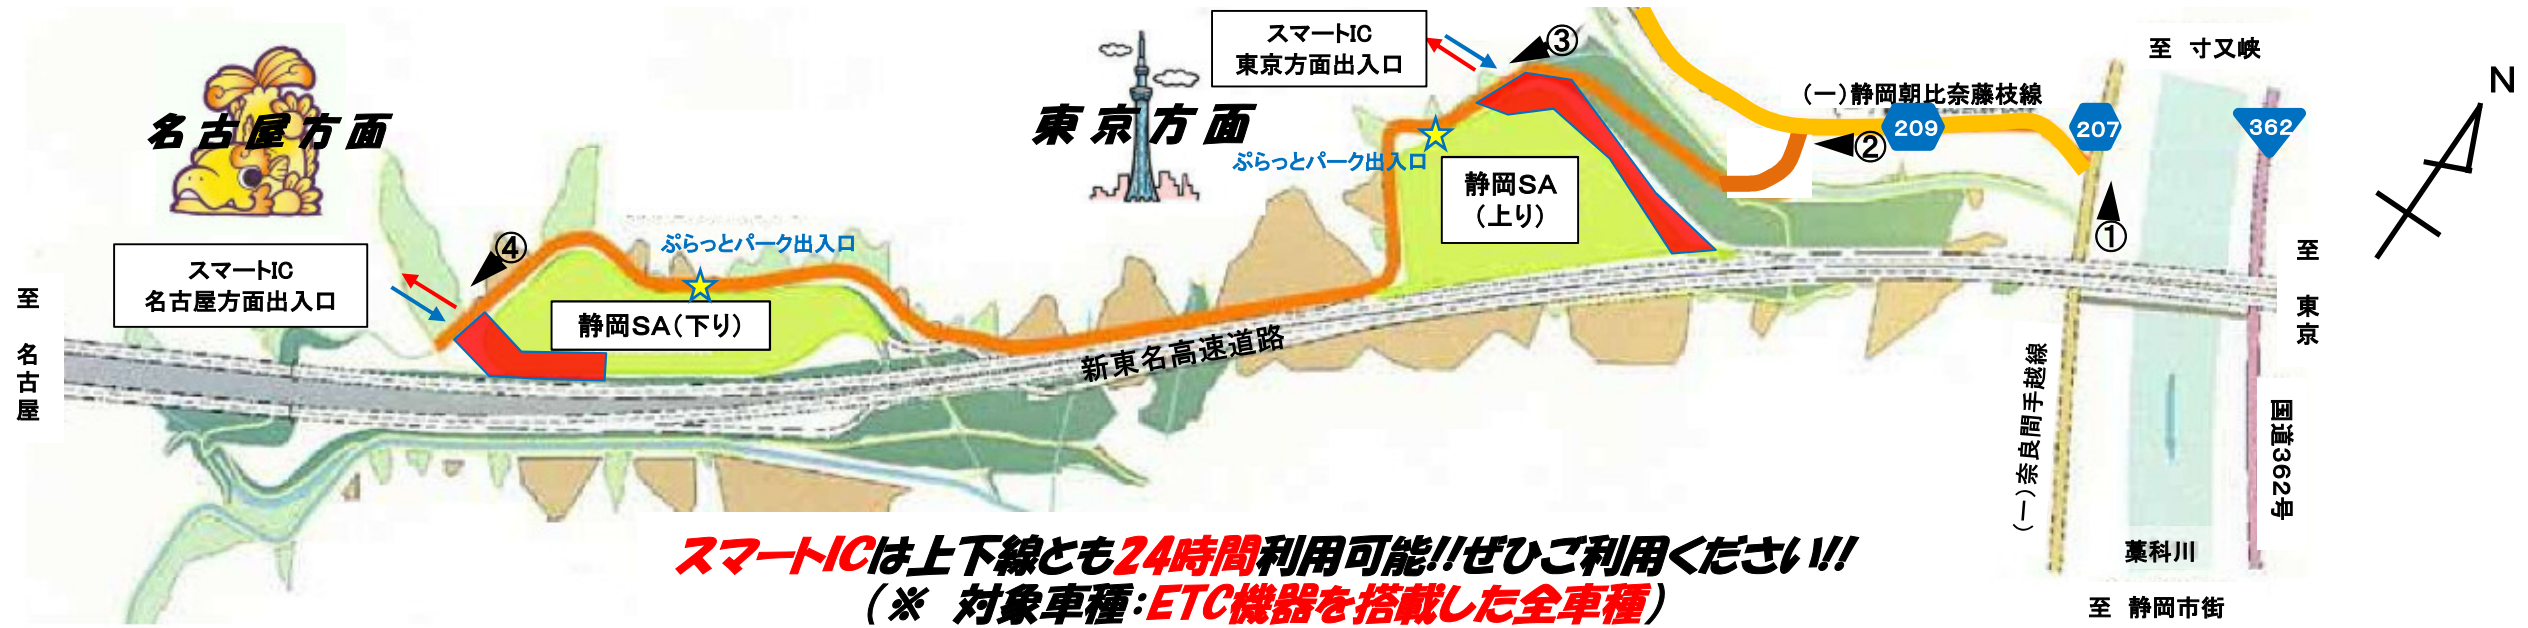 名古屋方面
東京方面
スマートIC
東京方面出入口
③
至 寸又峡
N
(一)静岡朝比奈藤枝線
209
207
362
②
ぷらっとパーク出入口
静岡SA
(上り)
①
④
ぷらっとパーク出入口
スマートIC
名古屋方面出入口
静岡SA(下り)
至 名古屋
至 東京
新東名高速道路
(一)奈良間手越線
国道362号
藁科川
至 静岡市街
スマートICは上下線とも24時間利用可能!!ぜひご利用ください!!
(※ 対象車種:ETC機器を搭載した全車種)